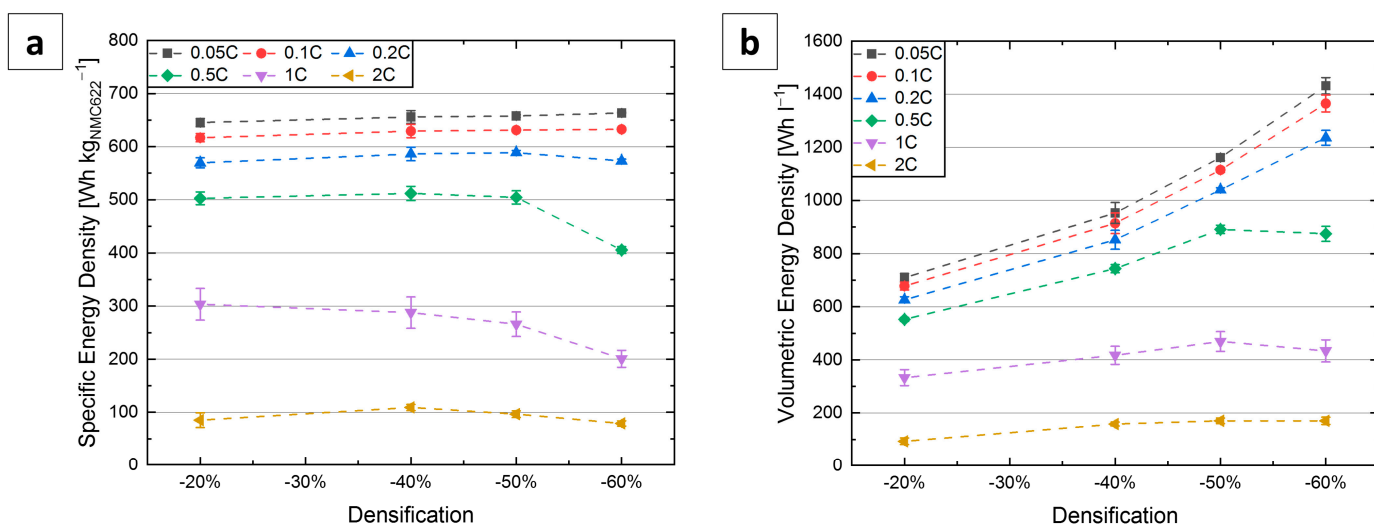 a
800
700
600
500
400
300
200
100
0
Specific Energy Density [Wh kg_NMC622⁻¹]
0.05C 0.1C 0.2C
0.5C 1C 2C
-20% -30% -40% -50% -60%
Densification
b
1600
1400
1200
1000
800
600
400
200
0
Volumetric Energy Density [Wh l⁻¹]
0.05C
0.1C
0.2C
0.5C
1C
2C
-20% -30% -40% -50% -60%
Densification